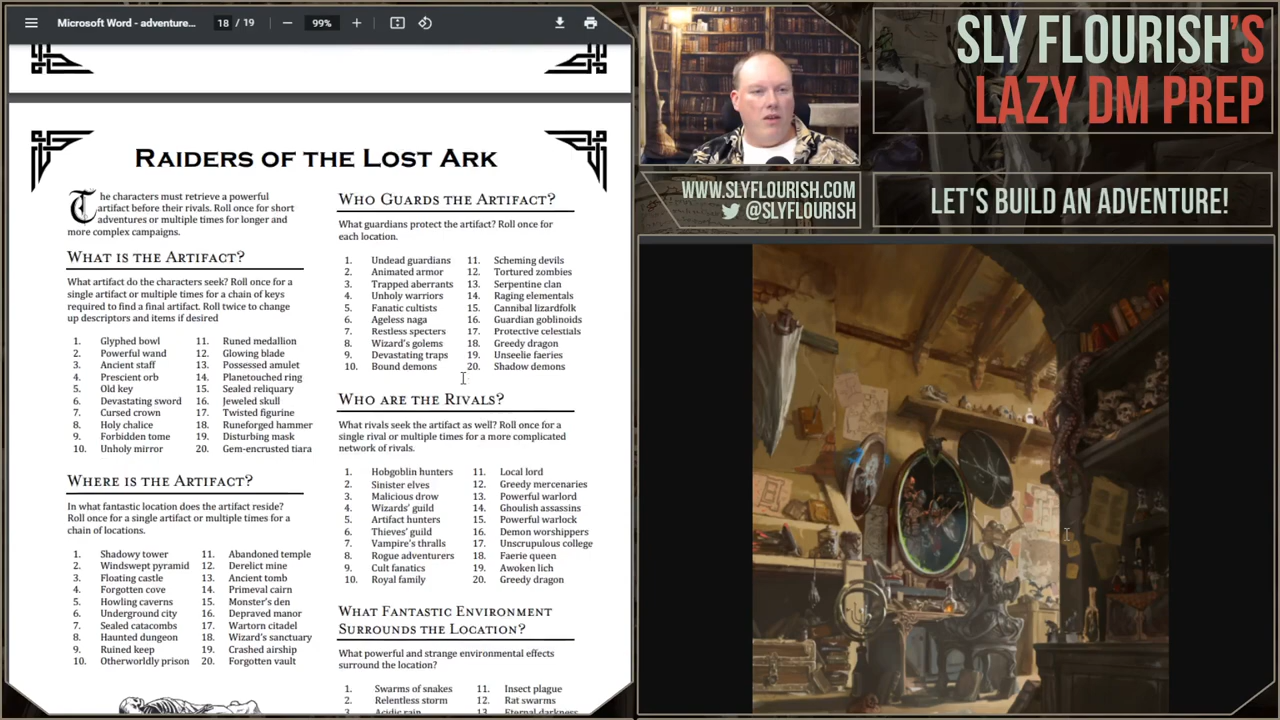 Microsoft Word - adventure...
18 / 19
99%
RAIDERS OF THE LOST ARK
The characters must retrieve a powerful
artifact before their rivals. Roll once for short
adventures or multiple times for longer and
more complex campaigns.
WHAT IS THE ARTIFACT?
What artifact do the characters seek? Roll once for a
single artifact or multiple times for a chain of keys
required to find a final artifact. Roll twice to change
up descriptors and items if desired
1. Glyphed bowl
2. Powerful wand
3. Ancient staff
4. Prescient orb
5. Old key
6. Devastating sword
7. Cursed crown
8. Holy chalice
9. Forbidden tome
10. Unholy mirror
11. Runed medallion
12. Glowing blade
13. Possessed amulet
14. Planetouched ring
15. Sealed reliquary
16. Jeweled skull
17. Twisted figurine
18. Runeforged hammer
19. Disturbing mask
20. Gem-encrusted tiara
WHERE IS THE ARTIFACT?
In what fantastic location does the artifact reside?
Roll once for a single artifact or multiple times for a
chain of locations.
1. Shadowy tower
2. Windswept pyramid
3. Floating castle
4. Forgotten cove
5. Howling caverns
6. Underground city
7. Sealed catacombs
8. Haunted dungeon
9. Ruined keep
10. Otherworldly prison
11. Abandoned temple
12. Derelict mine
13. Ancient tomb
14. Primeval cairn
15. Monster's den
16. Depraved manor
17. Wartorn citadel
18. Wizard's sanctuary
19. Crashed airship
20. Forgotten vault
WHO GUARDS THE ARTIFACT?
What guardians protect the artifact? Roll once for
each location.
1. Undead guardians
2. Animated armor
3. Trapped aberrants
4. Unholy warriors
5. Fanatic cultists
6. Ageless naga
7. Restless specters
8. Wizard's golems
9. Devastating traps
10. Bound demons
11. Scheming devils
12. Tortured zombies
13. Serpentine clan
14. Raging elementals
15. Cannibal lizardfolk
16. Guardian goblinoids
17. Protective celestials
18. Greedy dragon
19. Unseelie faeries
20. Shadow demons
WHO ARE THE RIVALS?
What rivals seek the artifact as well? Roll once for a
single rival or multiple times for a more complicated
network of rivals.
1. Hobgoblin hunters
2. Sinister elves
3. Malicious drow
4. Wizards' guild
5. Artifact hunters
6. Thieves' guild
7. Vampire's thralls
8. Rogue adventurers
9. Cult fanatics
10. Royal family
11. Local lord
12. Greedy mercenaries
13. Powerful warlord
14. Ghoulish assassins
15. Powerful warlock
16. Demon worshippers
17. Unscrupulous college
18. Faerie queen
19. Awoken lich
20. Greedy dragon
WHAT FANTASTIC ENVIRONMENT
SURROUNDS THE LOCATION?
What powerful and strange environmental effects
surround the location?
1. Swarms of snakes
2. Relentless storm
3. Acidic rain
11. Insect plague
12. Rat swarms
13. Eternal darkness
SLY FLOURISH'S
LAZY DM PREP
WWW.SLYFLOURISH.COM
@SLYFLOURISH
LET'S BUILD AN ADVENTURE!